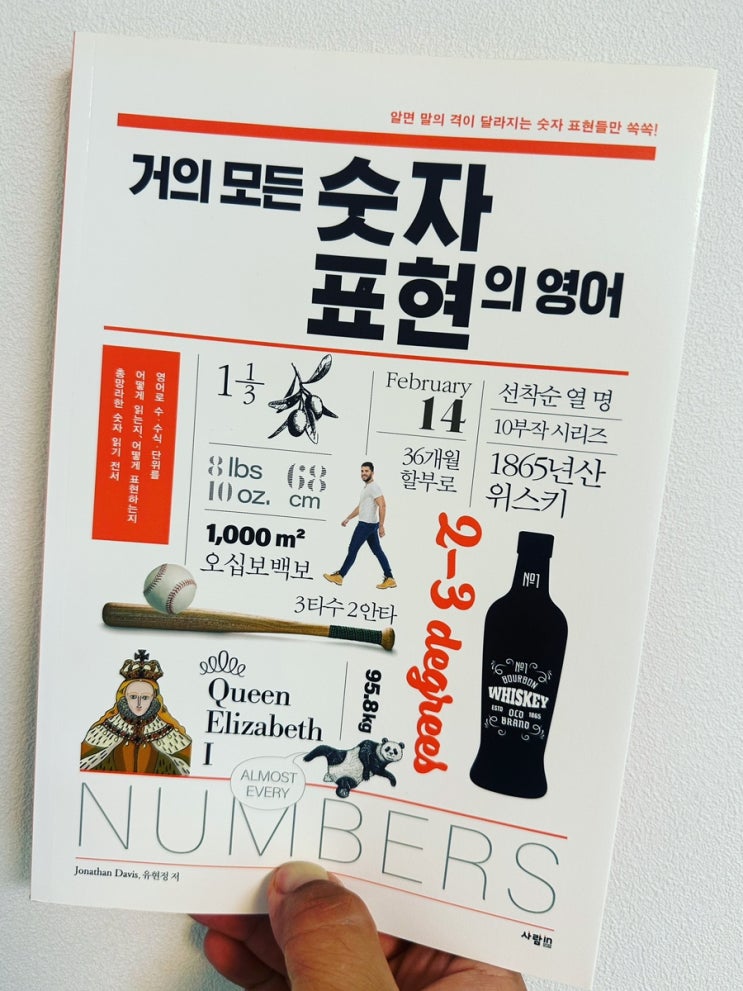 알면 말의 격이 달라지는 숫자 표현들만 쏙쏙!
거의 모든 숫자
표현의 영어
영어로 수·수식·단위를
어떻게 읽는지, 어떻게 표현하는지
총망라한 숫자 읽기 전서
1 1/3
8 lbs
10 oz.
68
cm
1,000 m²
오십보백보
3타수 2안타
February
14
36개월
할부로
선착순 열 명
10부작 시리즈
1865년산
위스키
2-3 degrees
Nº1
Nº1
BOURBON
WHISKEY
ESTD OCO 1865
BRAND
Queen
Elizabeth
I
95.8kg
ALMOST
EVERY
NUMBERS
Jonathan Davis, 유현정 저
사람in